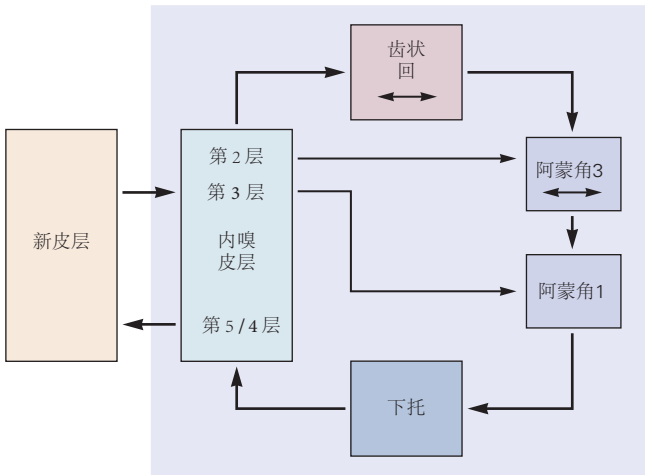 齿状
回
第 2 层
第 3 层
阿蒙角3
新皮层
内嗅
皮层
阿蒙角1
第 5 / 4 层
下托